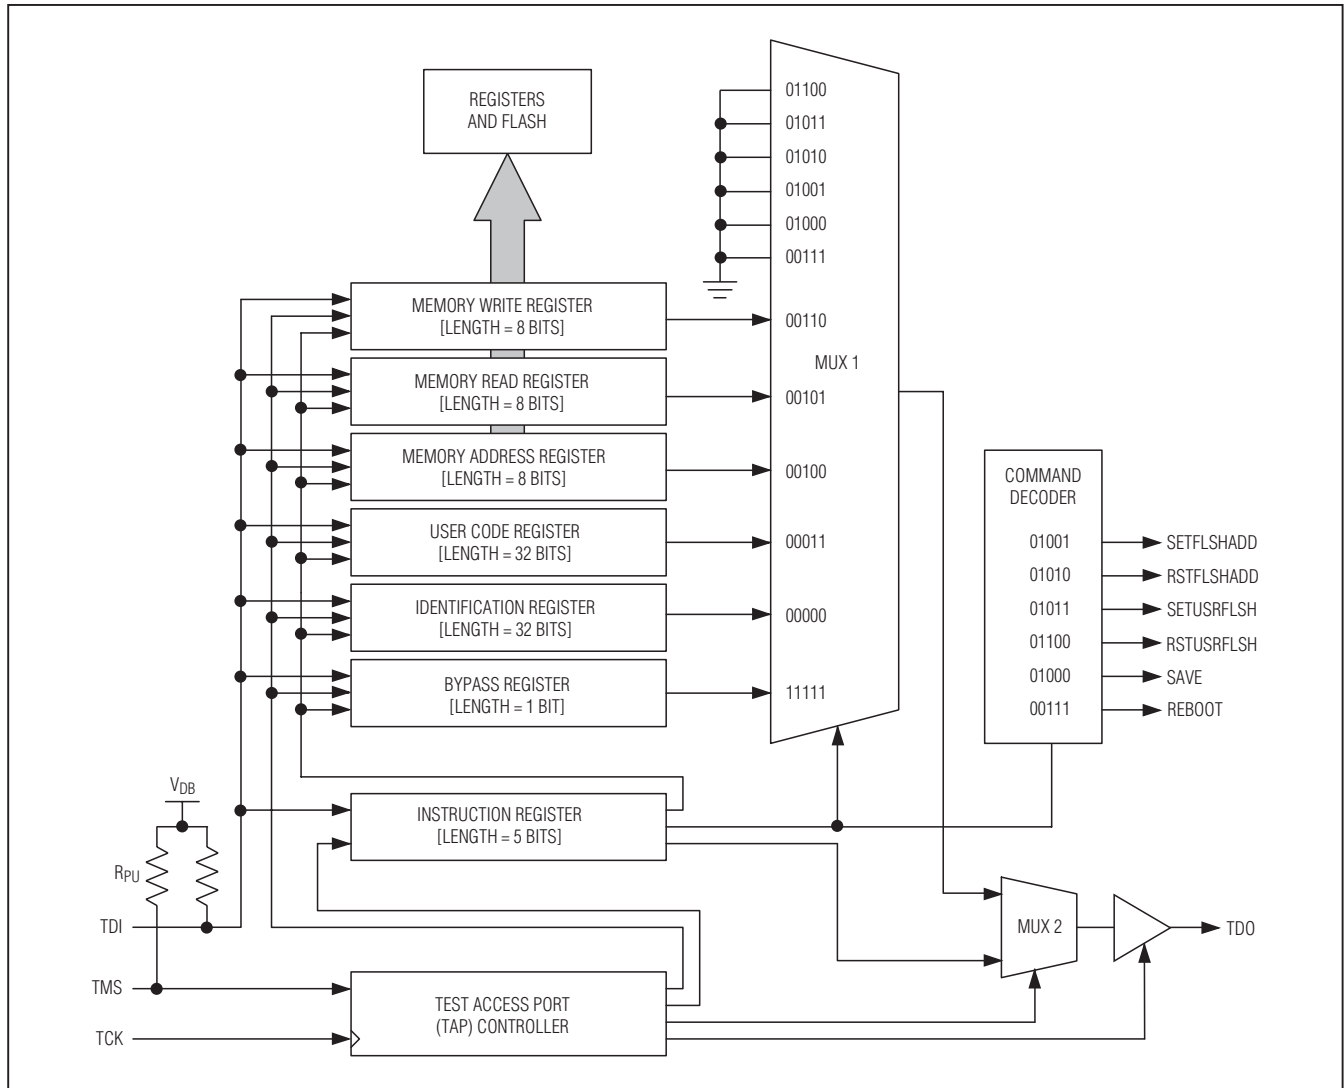 REGISTERS
AND FLASH
01100
01011
01010
01001
01000
00111
MEMORY WRITE REGISTER
[LENGTH = 8 BITS]
00110
MUX 1
MEMORY READ REGISTER
[LENGTH = 8 BITS]
00101
MEMORY ADDRESS REGISTER
[LENGTH = 8 BITS]
00100
USER CODE REGISTER
[LENGTH = 32 BITS]
00011
IDENTIFICATION REGISTER
[LENGTH = 32 BITS]
00000
BYPASS REGISTER
[LENGTH = 1 BIT]
11111
COMMAND
DECODER
01001 SETFLSHADD
01010 RSTFLSHADD
01011 SETUSRFLSH
01100 RSTUSRFLSH
01000 SAVE
00111 REBOOT
VDB
INSTRUCTION REGISTER
[LENGTH = 5 BITS]
RPU
TDI
MUX 2
TDO
TMS
TEST ACCESS PORT
(TAP) CONTROLLER
TCK